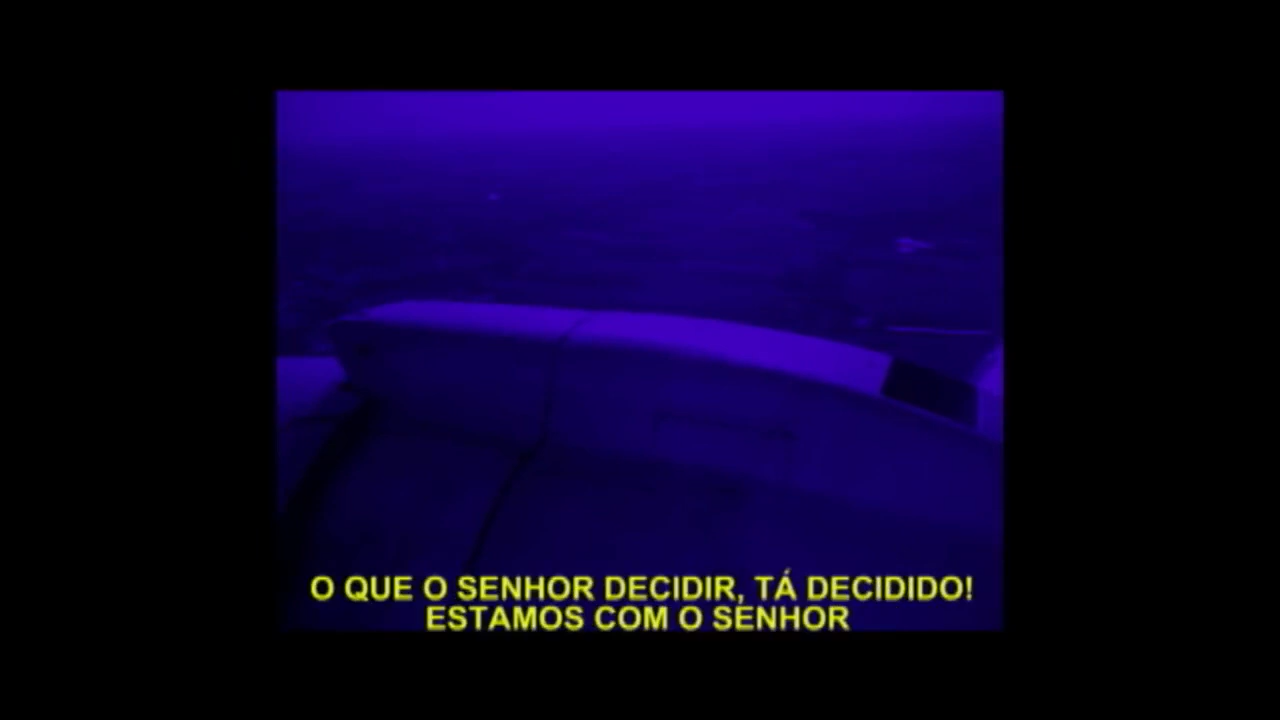 O QUE O SENHOR DECIDIR, TÁ DECIDIDO!
ESTAMOS COM O SENHOR